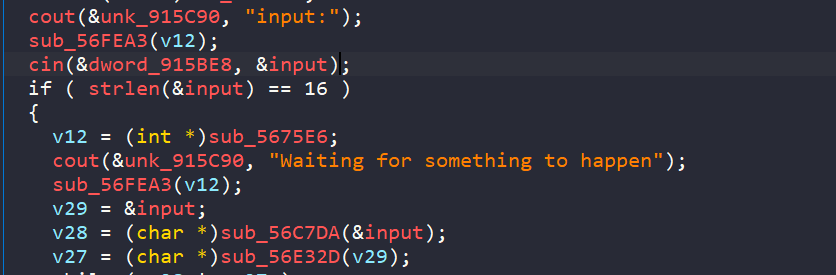 cout(&unk_915C90, "input:");
sub_56FEA3(v12);
cin(&dword_915BE8, &input);
if ( strlen(&input) == 16 )
{
v12 = (int *)sub_5675E6;
cout(&unk_915C90, "Waiting for something to happen");
sub_56FEA3(v12);
v29 = &input;
v28 = (char *)sub_56C7DA(&input);
v27 = (char *)sub_56E32D(v29);